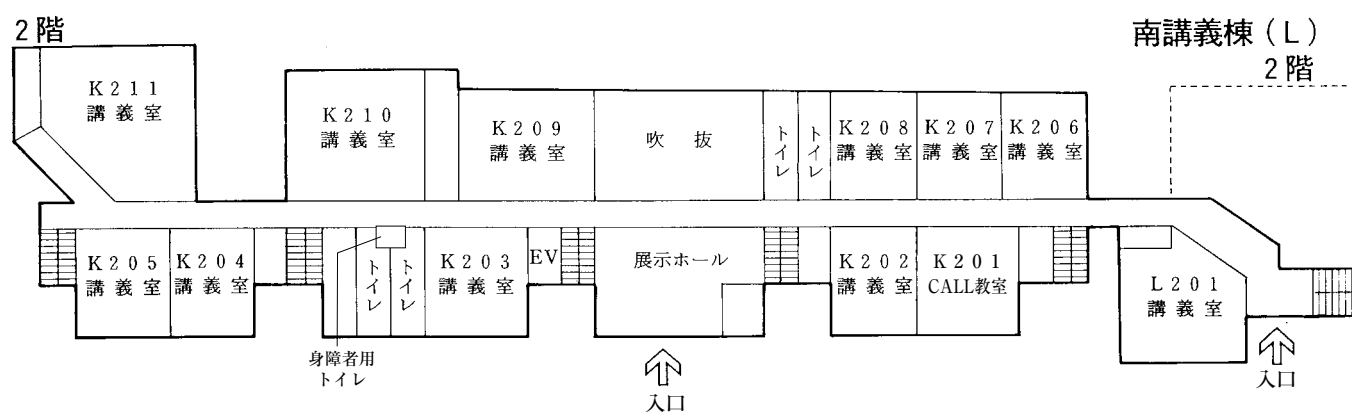 2階
南講義棟(L)
2階
K211
講義室
K210
講義室
K209
講義室
吹抜
トイレ
トイレ
K208
講義室
K207
講義室
K206
講義室
K205
講義室
K204
講義室
トイレ
トイレ
K203
講義室
EV
展示ホール
K202
講義室
K201
CALL教室
L201
講義室
身障者用
トイレ
入口
入口